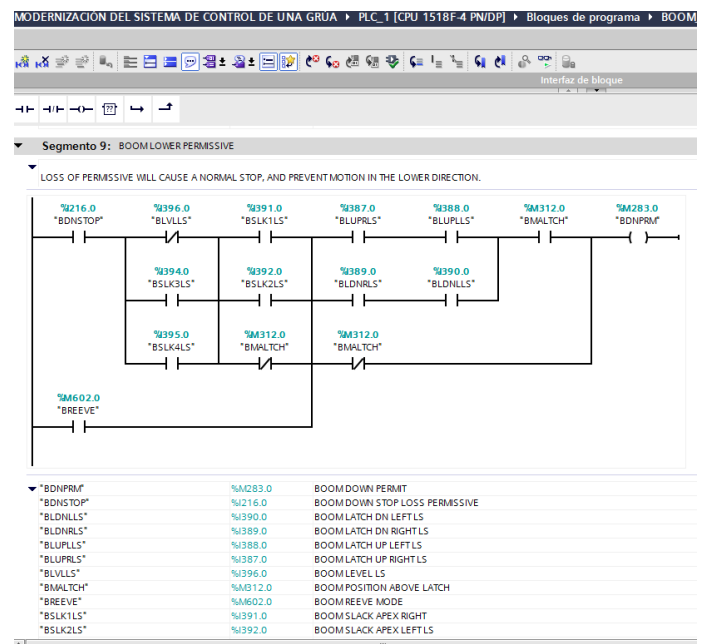 MODERNIZACIÓN DEL SISTEMA DE CONTROL DE UNA GRÚA ▸ PLC_1 [CPU 1518F-4 PN/DP] ▸ Bloques de programa ▸ BOOM
Interfaz de bloque
Segmento 9: BOOM LOWER PERMISSIVE
LOSS OF PERMISSIVE WILL CAUSE A NORMAL STOP, AND PREVENT MOTION IN THE LOWER DIRECTION.
%I216.0 %I396.0 %I391.0 %I387.0 %I388.0 %M312.0 %M283.0
"BDNSTOP" "BLVLLS" "BSLK1LS" "BLUPRLS" "BLUPLLS" "BMALTCH" "BDNPRM"
%I394.0 %I392.0 %I389.0 %I390.0
"BSLK3LS" "BSLK2LS" "BLDNRLS" "BLDNLLS"
%I395.0 %M312.0 %M312.0
"BSLK4LS" "BMALTCH" "BMALTCH"
%M602.0
"BREEVE"
"BDNPRM" %M283.0 BOOM DOWN PERMIT
"BDNSTOP" %I216.0 BOOM DOWN STOP LOSS PERMISSIVE
"BLDNLLS" %I390.0 BOOM LATCH DN LEFT LS
"BLDNRLS" %I389.0 BOOM LATCH DN RIGHT LS
"BLUPLLS" %I388.0 BOOM LATCH UP LEFT LS
"BLUPRLS" %I387.0 BOOM LATCH UP RIGHT LS
"BLVLLS" %I396.0 BOOM LEVEL LS
"BMALTCH" %M312.0 BOOM POSITION ABOVE LATCH
"BREEVE" %M602.0 BOOM REEVE MODE
"BSLK1LS" %I391.0 BOOM SLACK APEX RIGHT
"BSLK2LS" %I392.0 BOOM SLACK APEX LEFT LS